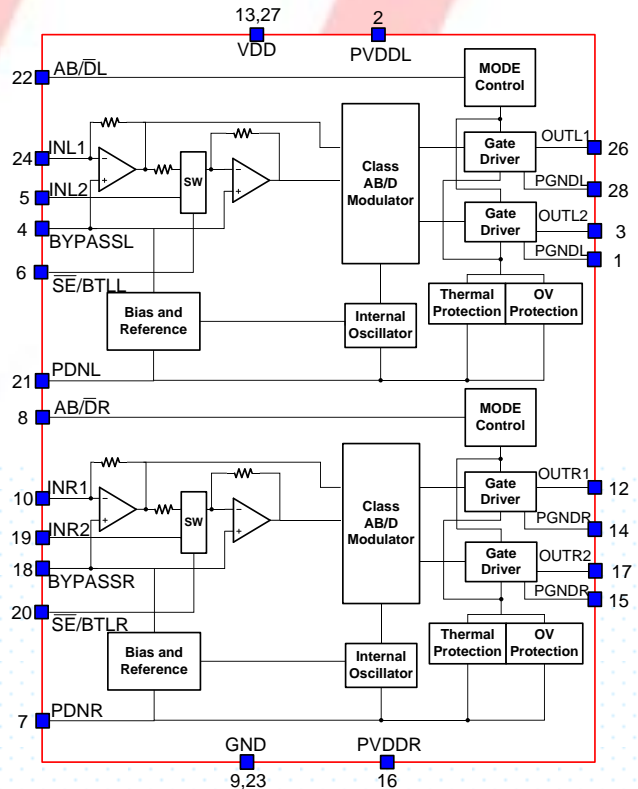 13,27
VDD
2
PVDDL
22
AB/D̅L
MODE
Control
24
INL1
−
+
SW
−
+
Class
AB/D
Modulator
Gate
Driver
OUTL1
26
PGNDL
28
5
INL2
4
BYPASSL
Gate
Driver
OUTL2
3
PGNDL
1
6
S̅E̅/BTLL
Bias and
Reference
Internal
Oscillator
Thermal
Protection
OV
Protection
21
PDNL
8
AB/D̅R
MODE
Control
10
INR1
−
+
SW
−
+
Class
AB/D
Modulator
Gate
Driver
OUTR1
12
PGNDR
14
19
INR2
18
BYPASSR
Gate
Driver
OUTR2
17
PGNDR
15
20
S̅E̅/BTLR
Bias and
Reference
Internal
Oscillator
Thermal
Protection
OV
Protection
7
PDNR
GND
9,23
PVDDR
16